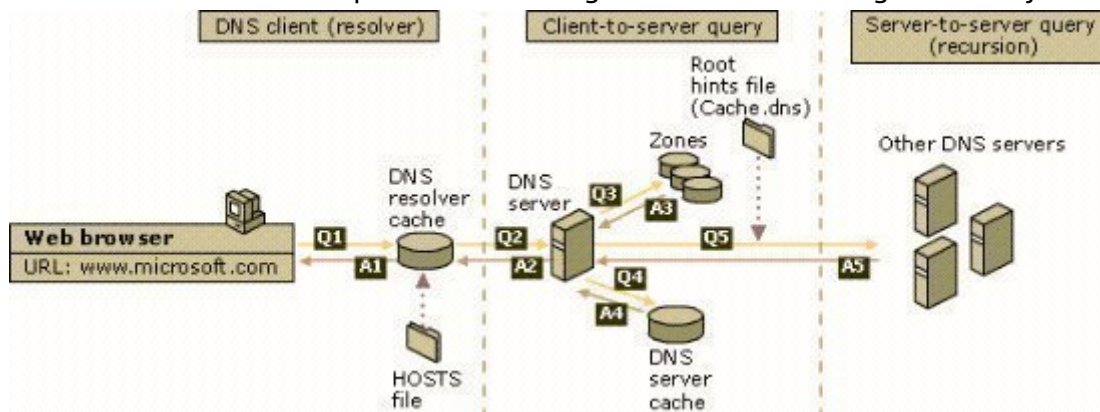 DNS client (resolver)
Client-to-server query
Server-to-server query
(recursion)
Root
hints file
(Cache.dns)
Zones
Other DNS servers
DNS
resolver
cache
DNS
server
Q3
A3
Web browser
URL: www.microsoft.com
Q1
A1
Q2
A2
Q5
A5
Q4
A4
HOSTS
file
DNS
server
cache